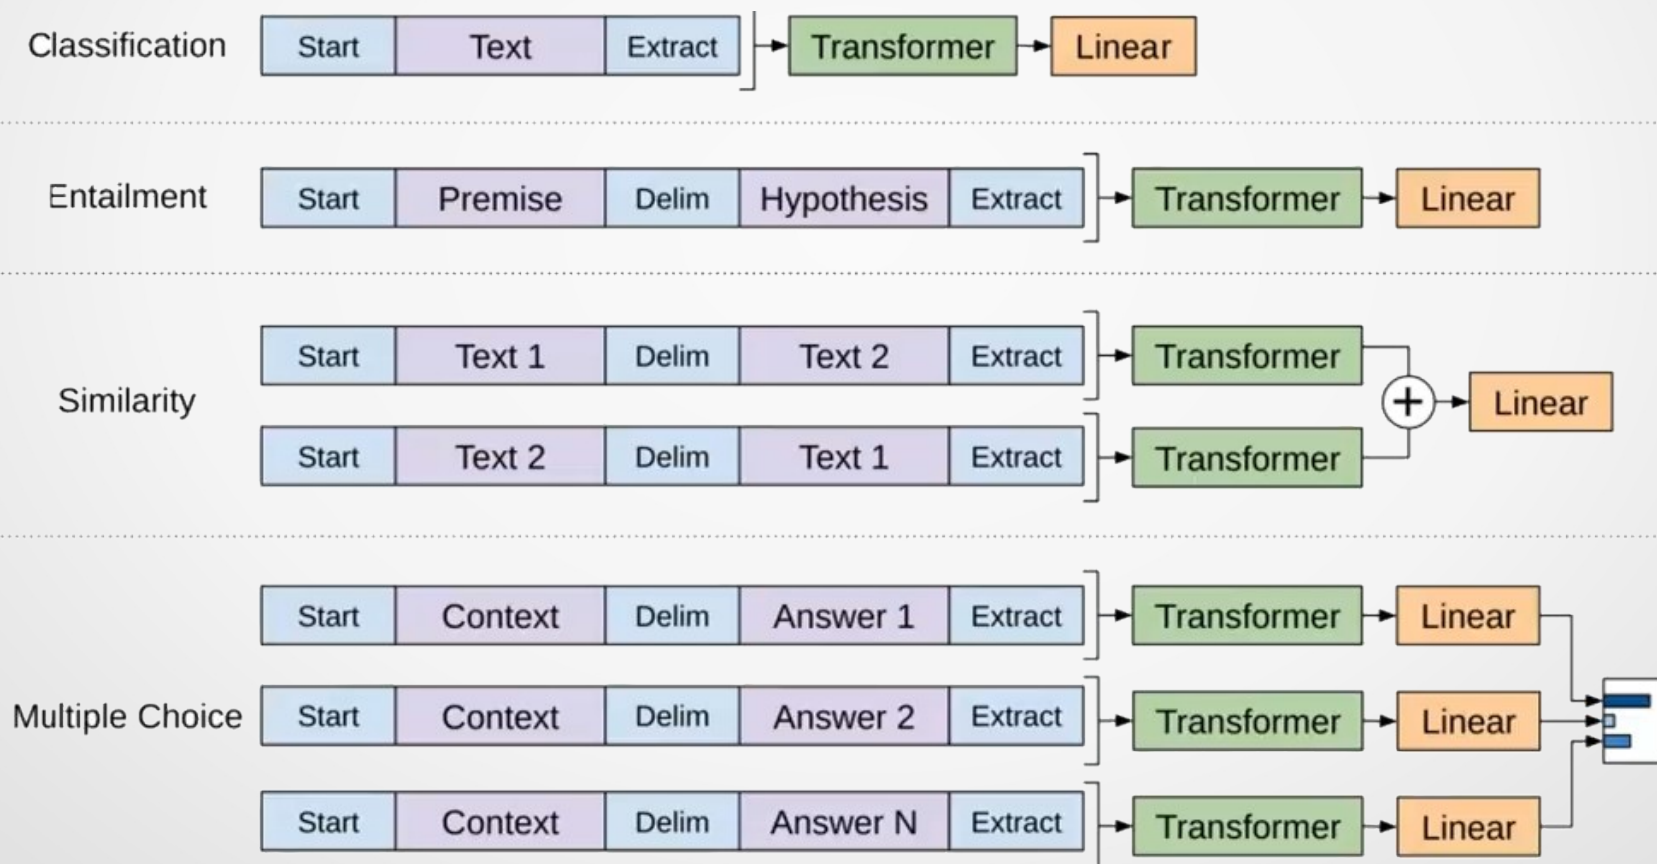 Classification Start Text Extract Transformer Linear
Entailment Start Premise Delim Hypothesis Extract Transformer Linear
Start Text 1 Delim Text 2 Extract Transformer
Similarity + Linear
Start Text 2 Delim Text 1 Extract Transformer
Start Context Delim Answer 1 Extract Transformer Linear
Multiple Choice Start Context Delim Answer 2 Extract Transformer Linear
Start Context Delim Answer N Extract Transformer Linear